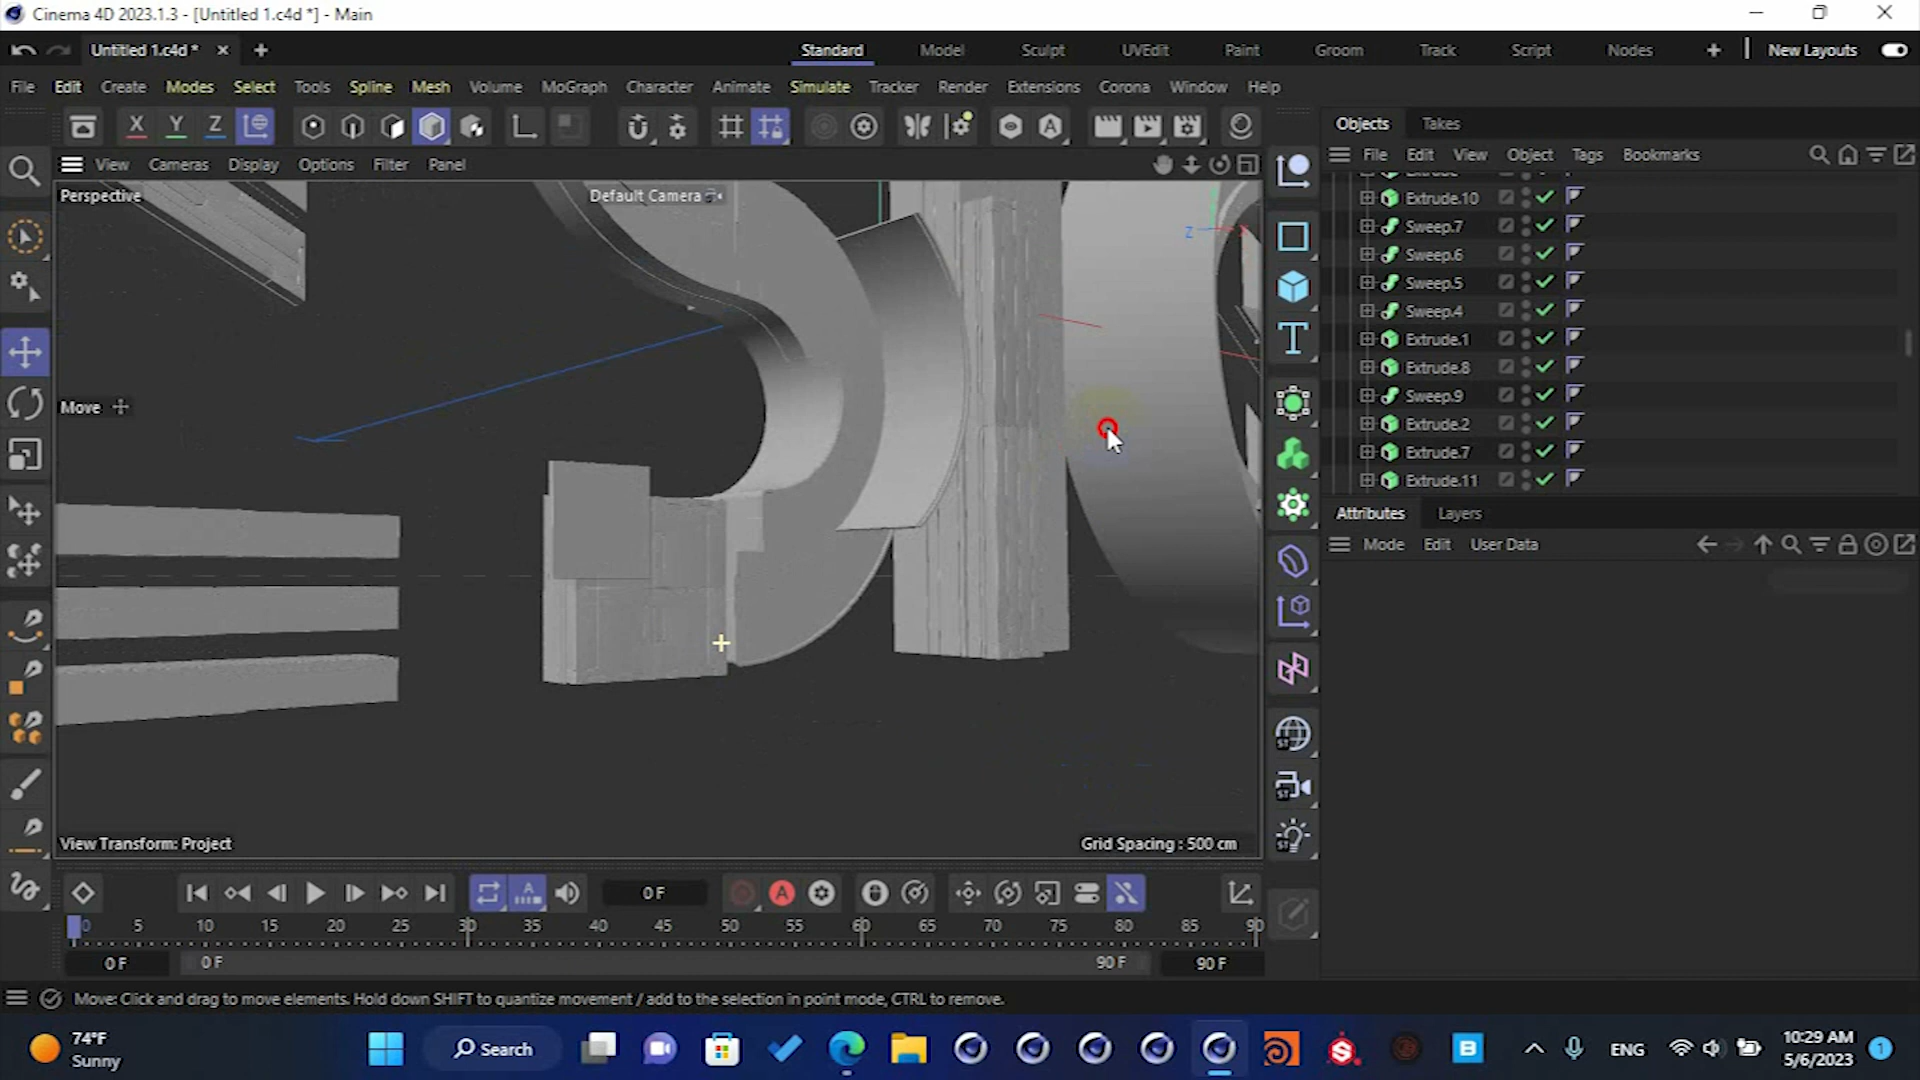 Cinema 4D 2023.1.3 - [Untitled 1.c4d *] - Main
Untitled 1.c4d *
Standard Model Sculpt UVEdit Paint Groom Track Script Nodes New Layouts
File Edit Create Modes Select Tools Spline Mesh Volume MoGraph Character Animate Simulate Tracker Render Extensions Corona Window Help
X Y Z
Objects Takes
View Cameras Display Options Filter Panel
File Edit View Object Tags Bookmarks
Perspective
Default Camera
Z
Extrude.10
Sweep.7
Sweep.6
Sweep.5
Sweep.4
Extrude.1
Extrude.8
Sweep.9
Extrude.2
Extrude.7
Extrude.11
Move
Attributes Layers
Mode Edit User Data
ST
ST
ST
View Transform: Project
Grid Spacing : 500 cm
0 F
0 5 10 15 20 25 30 35 40 45 50 55 60 65 70 75 80 85 90
0 F 0 F 90 F 90 F
Move: Click and drag to move elements. Hold down SHIFT to quantize movement / add to the selection in point mode, CTRL to remove.
74°F
Sunny
Search
ENG
10:29 AM
5/6/2023
1